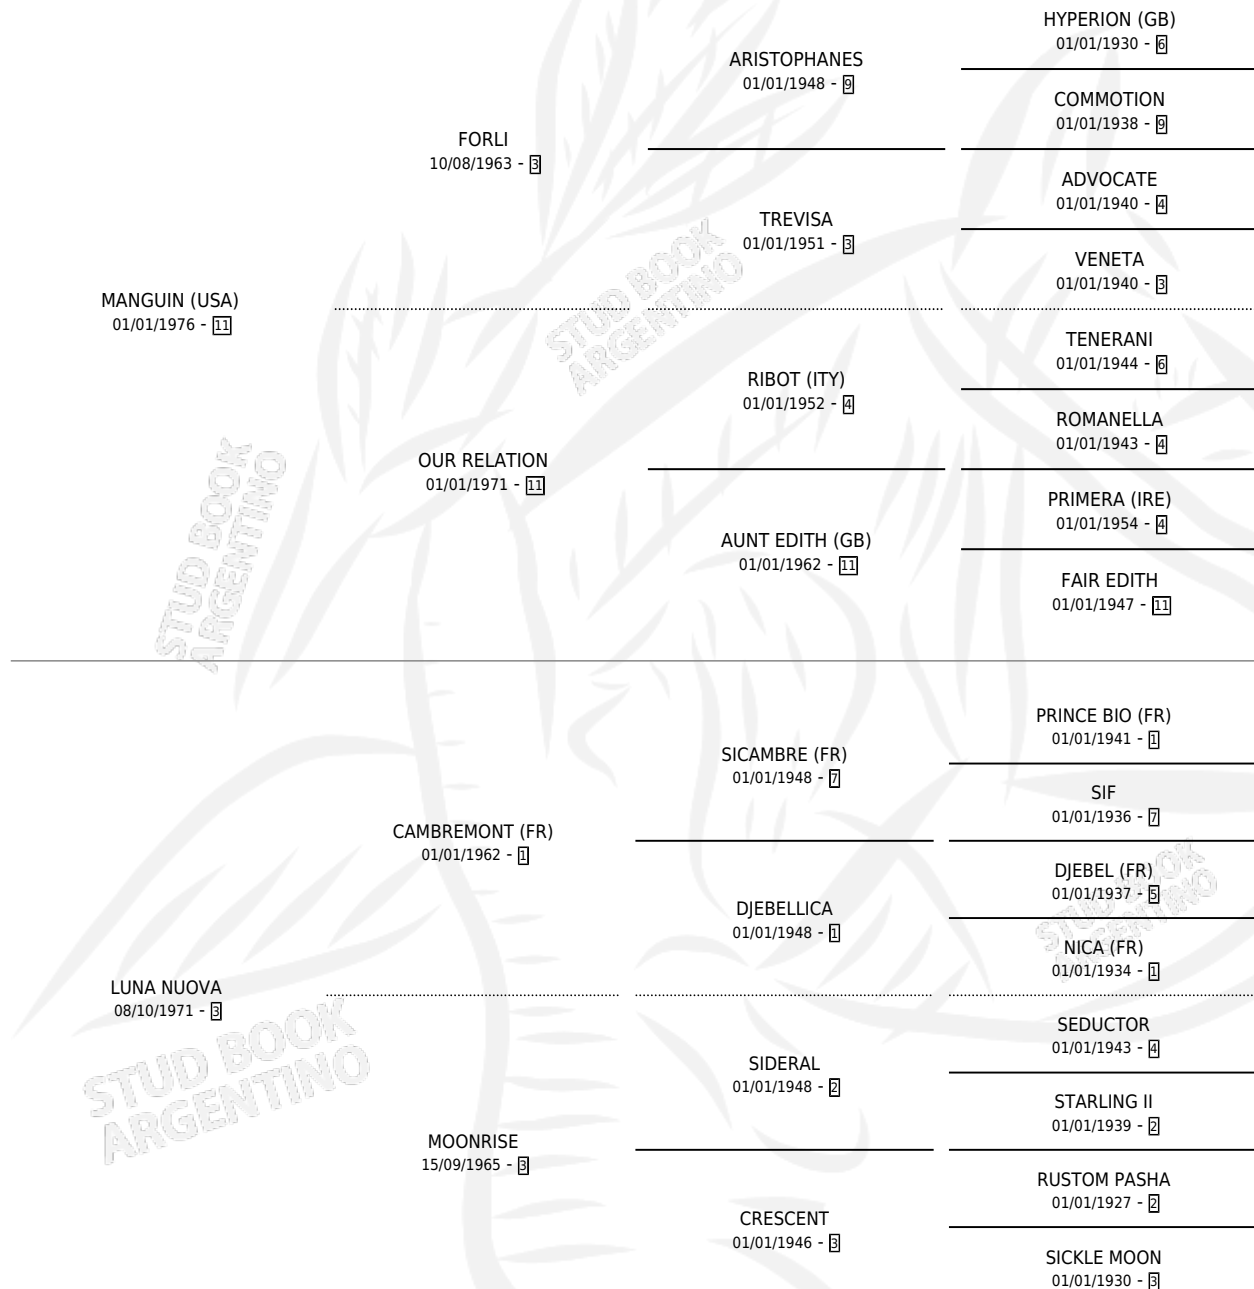 HYPERION (GB)
01/01/1930 - 6
ARISTOPHANES
01/01/1948 - 9
COMMOTION
01/01/1938 - 9
FORLI
10/08/1963 - 3
ADVOCATE
01/01/1940 - 4
TREVISA
01/01/1951 - 3
VENETA
01/01/1940 - 3
MANGUIN (USA)
01/01/1976 - 11
TENERANI
01/01/1944 - 6
RIBOT (ITY)
01/01/1952 - 4
ROMANELLA
01/01/1943 - 4
OUR RELATION
01/01/1971 - 11
PRIMERA (IRE)
01/01/1954 - 4
AUNT EDITH (GB)
01/01/1962 - 11
FAIR EDITH
01/01/1947 - 11
PRINCE BIO (FR)
01/01/1941 - 1
SICAMBRE (FR)
01/01/1948 - 7
SIF
01/01/1936 - 7
CAMBREMONT (FR)
01/01/1962 - 1
DJEBEL (FR)
01/01/1937 - 5
DJEBELLICA
01/01/1948 - 1
NICA (FR)
01/01/1934 - 1
LUNA NUOVA
08/10/1971 - 3
SEDUCTOR
01/01/1943 - 4
SIDERAL
01/01/1948 - 2
STARLING II
01/01/1939 - 2
MOONRISE
15/09/1965 - 3
RUSTOM PASHA
01/01/1927 - 2
CRESCENT
01/01/1946 - 3
SICKLE MOON
01/01/1930 - 3
STUD BOOK
ARGENTINO
STUD BOOK
ARGENTINO
STUD BOOK
ARGENTINO
STUD BOOK
ARGENTINO